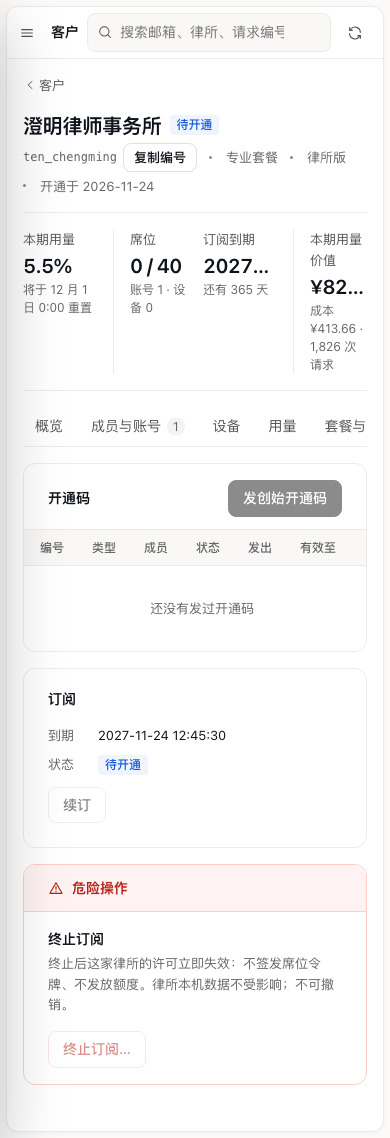 客户
搜索邮箱、律所、请求编号
客户
澄明律师事务所 待开通
ten_chengming 复制编号 • 专业套餐 • 律所版
• 开通于 2026-11-24
本期用量
5.5%
将于 12 月 1
日 0:00 重置
席位
0 / 40
账号 1 · 设
备 0
订阅到期
2027...
还有 365 天
本期用量
价值
¥82...
成本
¥413.66 ·
1,826 次
请求
概览 成员与账号 1 设备 用量 套餐与
开通码 发创始开通码
编号 类型 成员 状态 发出 有效至
还没有发过开通码
订阅
到期 2027-11-24 12:45:30
状态 待开通
续订
危险操作
终止订阅
终止后这家律所的许可立即失效：不签发席位令
牌、不发放额度。律所本机数据不受影响；不可撤
销。
终止订阅...